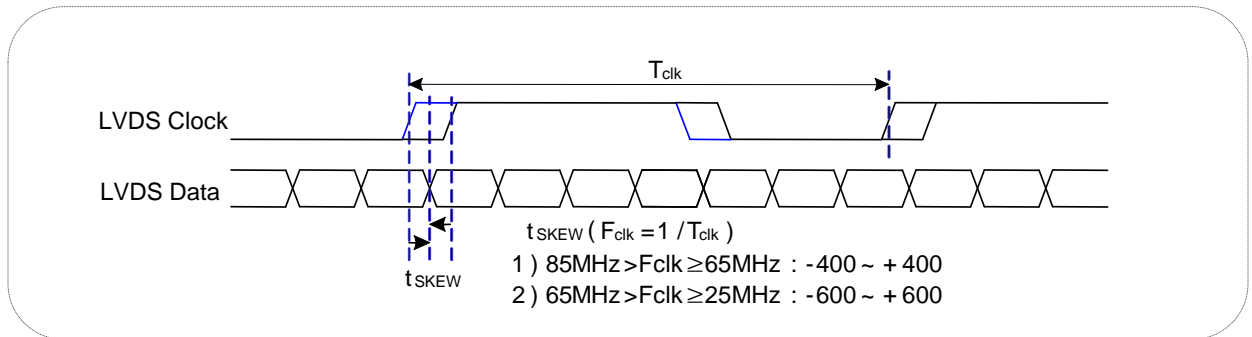 Tclk
LVDS Clock
LVDS Data
tSKEW ( Fclk = 1 / Tclk )
1 ) 85MHz>Fclk≥65MHz : -400 ~ +400
tSKEW
2 ) 65MHz>Fclk≥25MHz : -600 ~ +600